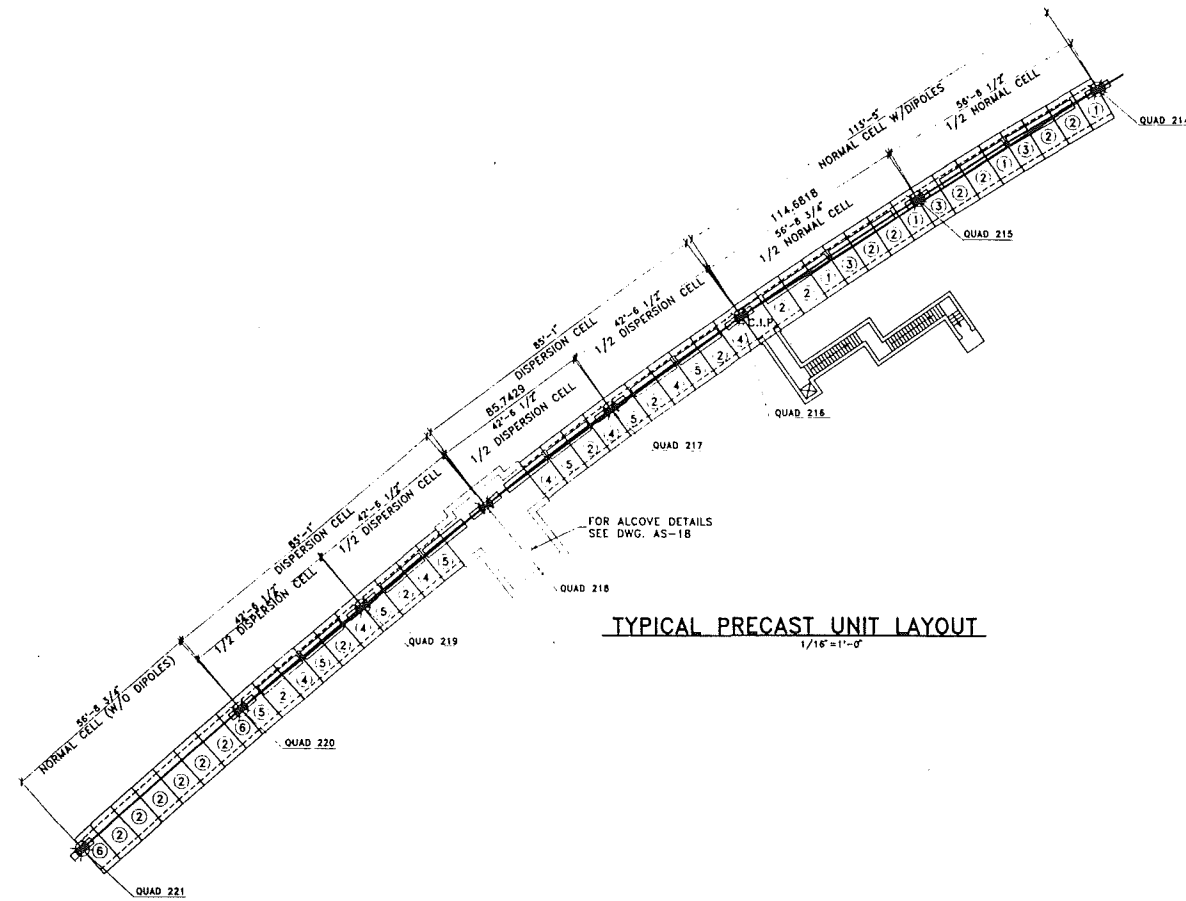 113'-5"
NORMAL CELL W/DIPOLES
56'-8 1/2"
1/2 NORMAL CELL
QUAD 214
114.6818
56'-8 3/4"
1/2 NORMAL CELL
QUAD 215
85'-1"
DISPERSION CELL
42'-6 1/2"
1/2 DISPERSION CELL
C.I.P.
QUAD 216
85.7429
42'-6 1/2"
1/2 DISPERSION CELL
QUAD 217
85'-1"
DISPERSION CELL
42'-6 1/2"
1/2 DISPERSION CELL
FOR ALCOVE DETAILS
SEE DWG. AS-18
QUAD 218
42'-6 1/2"
1/2 DISPERSION CELL
QUAD 219
56'-8 3/4"
NORMAL CELL (W/O DIPOLES)
QUAD 220
QUAD 221
6 2 2 2 2 2 6 5 2 4 5 2 4 5 2 4 5
4 5 2 4 5 2 4 5 2 4
2 2 1 3 2 2 1 3 2 2 1 3 2 2 1
TYPICAL PRECAST UNIT LAYOUT
1/16"=1'-0"